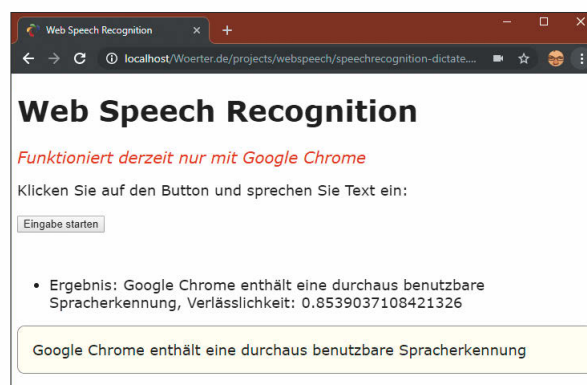 Web Speech Recognition
localhost/Woerter.de/projects/webspeech/speechrecognition-dictate....
Web Speech Recognition
Funktioniert derzeit nur mit Google Chrome
Klicken Sie auf den Button und sprechen Sie Text ein:
Eingabe starten
• Ergebnis: Google Chrome enthält eine durchaus benutzbare
Spracherkennung, Verlässlichkeit: 0.8539037108421326
Google Chrome enthält eine durchaus benutzbare Spracherkennung